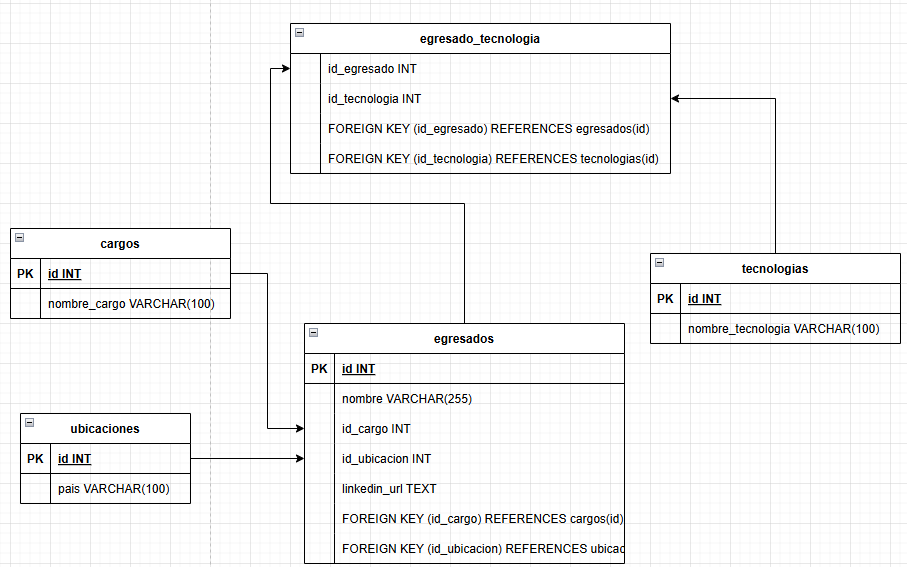 egresado_tecnologia
id_egresado INT
id_tecnologia INT
FOREIGN KEY (id_egresado) REFERENCES egresados(id)
FOREIGN KEY (id_tecnologia) REFERENCES tecnologias(id)
cargos
PK id INT
nombre_cargo VARCHAR(100)
tecnologias
PK id INT
nombre_tecnologia VARCHAR(100)
egresados
PK id INT
nombre VARCHAR(255)
id_cargo INT
id_ubicacion INT
linkedin_url TEXT
FOREIGN KEY (id_cargo) REFERENCES cargos(id)
FOREIGN KEY (id_ubicacion) REFERENCES ubicac
ubicaciones
PK id INT
pais VARCHAR(100)